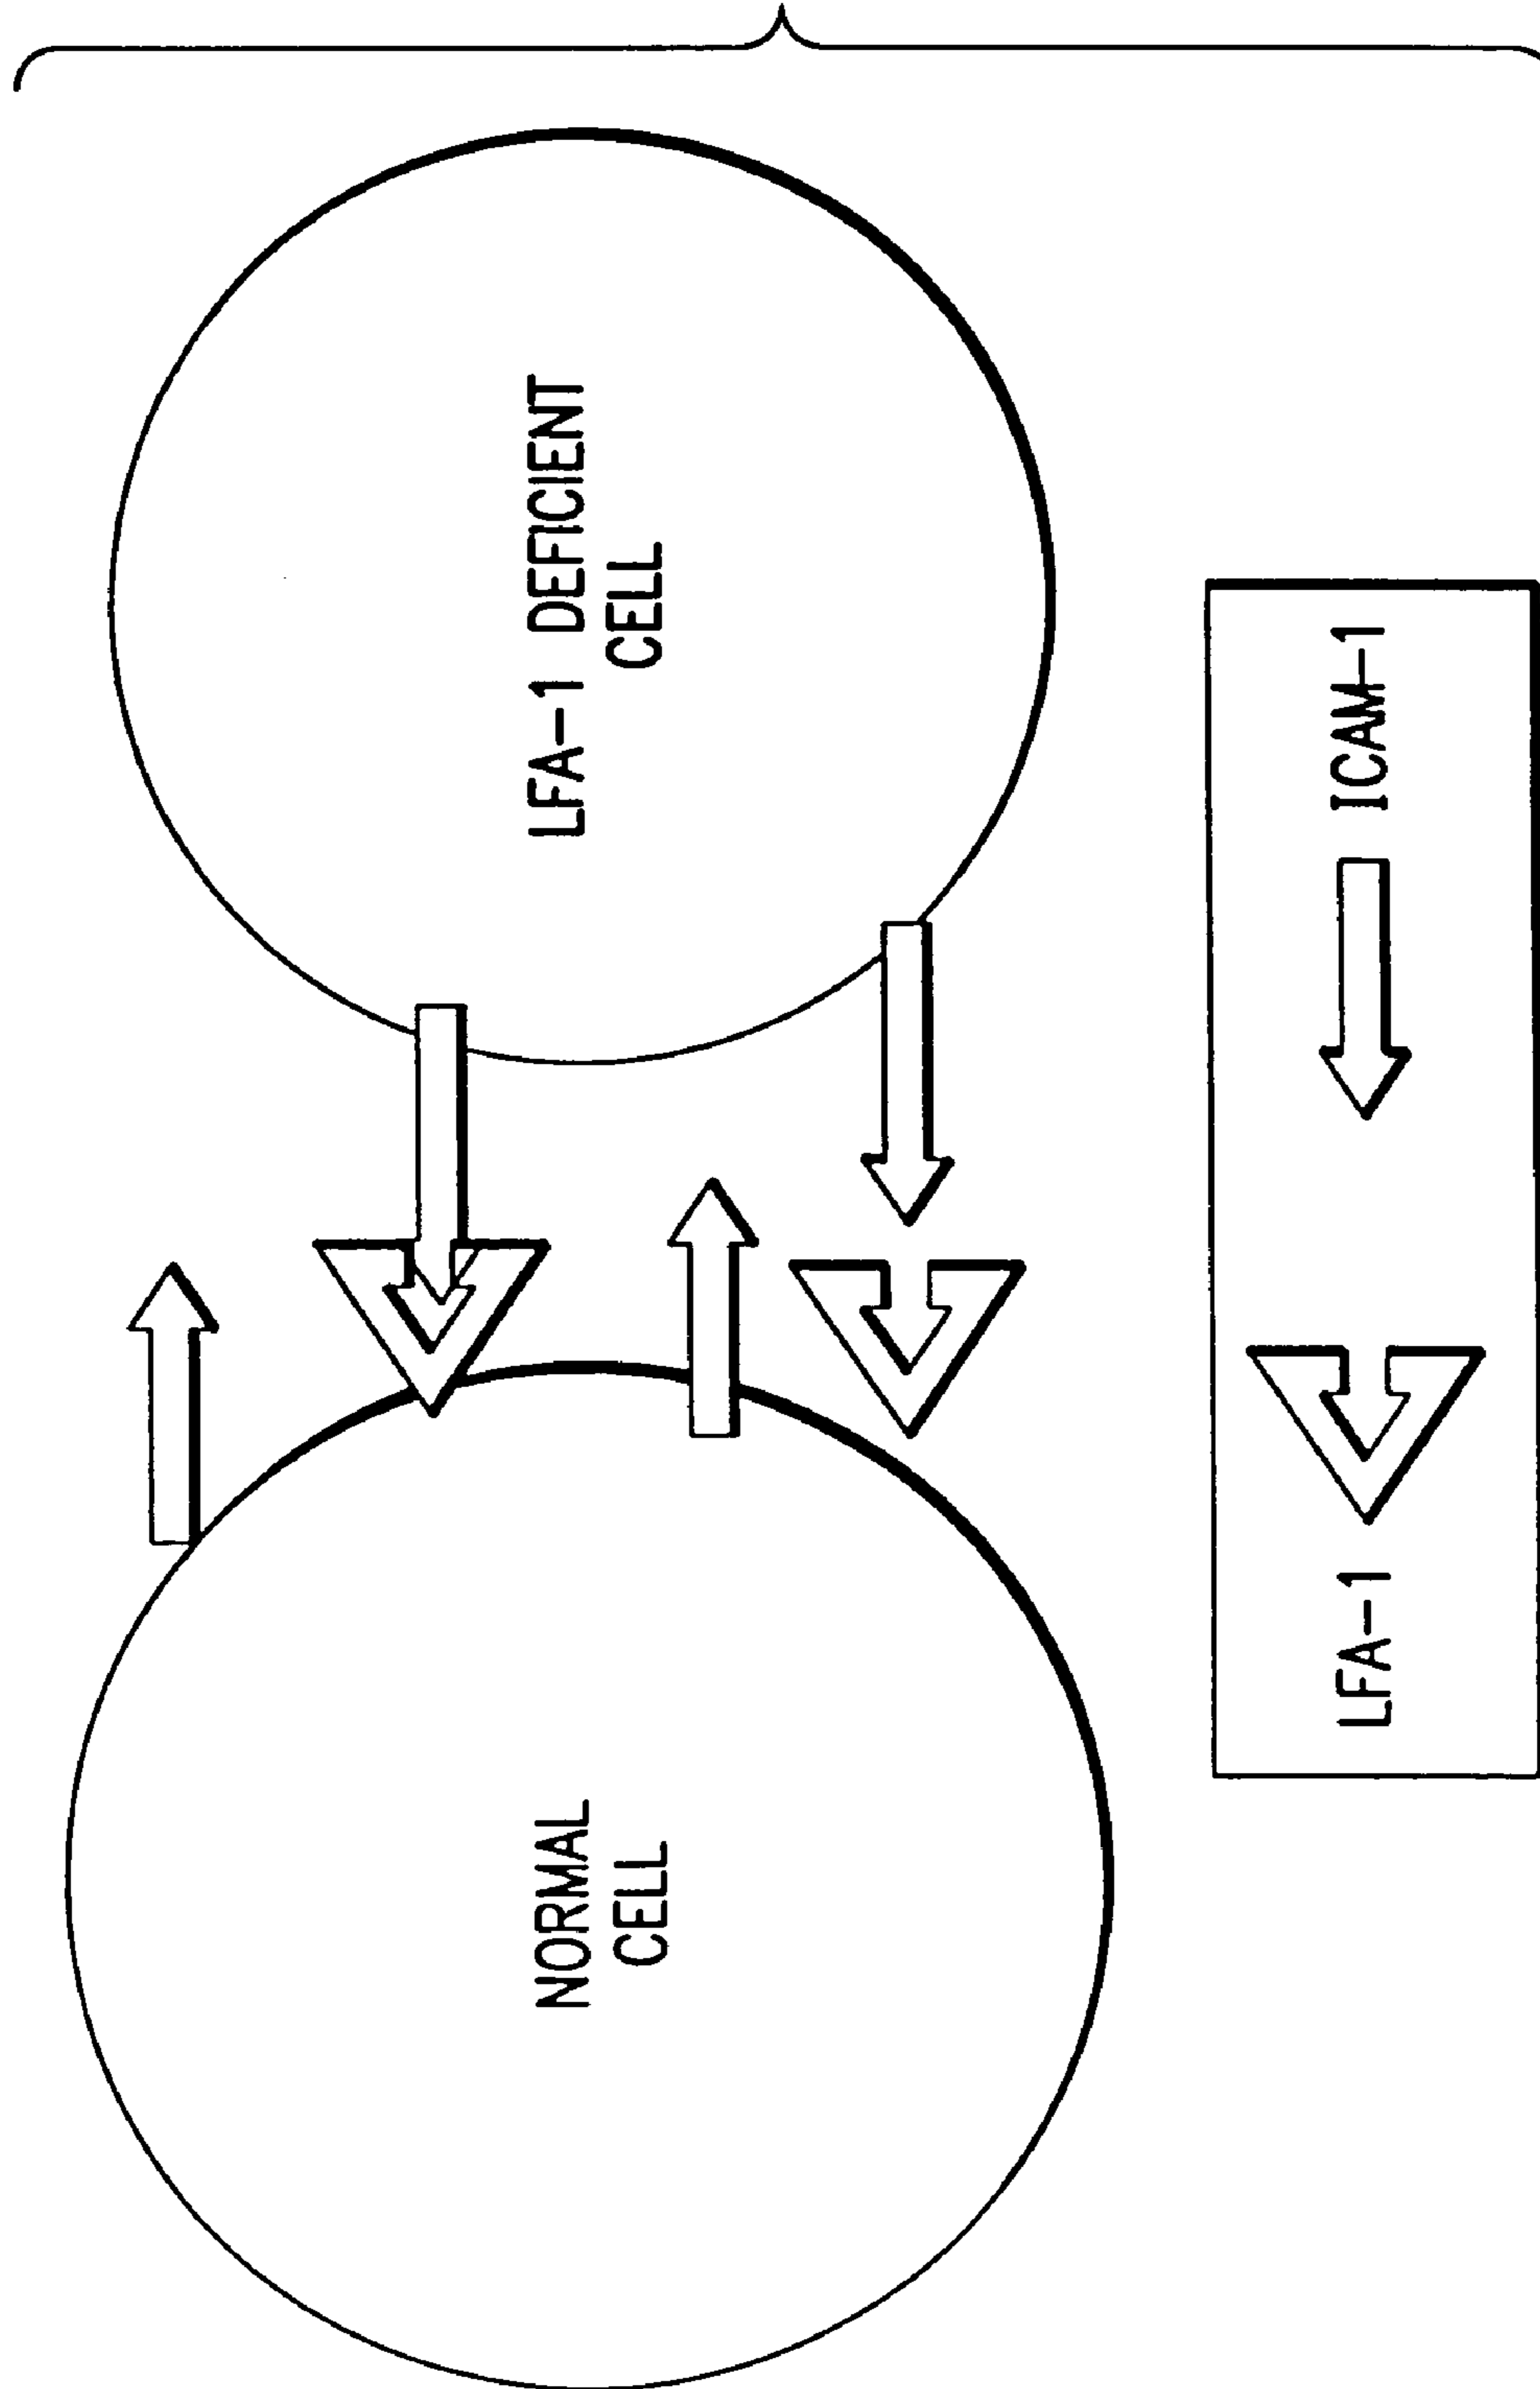 NORMAL
CELL
LFA-1 DEFICIENT
CELL
LFA-1
ICAM-1